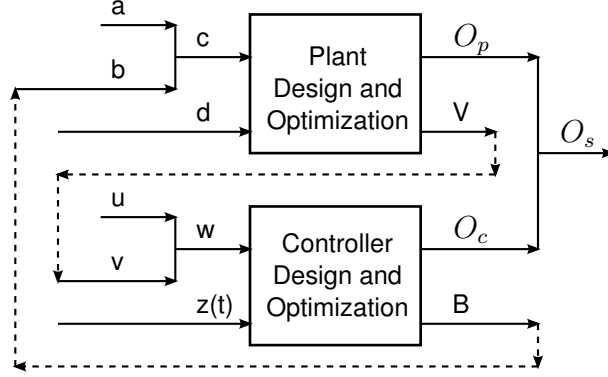 a
c
b
d
Plant
Design and
Optimization
O_p
V
O_s
u
w
v
z(t)
Controller
Design and
Optimization
O_c
B